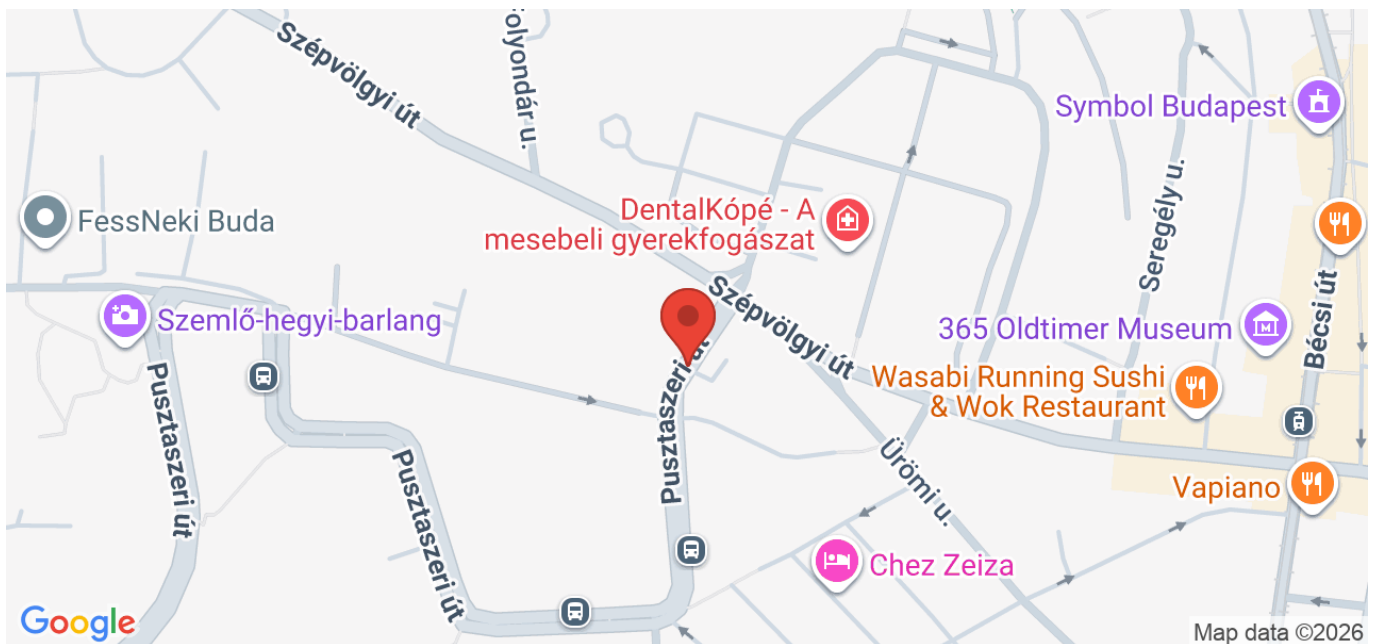 Szépvölgyi út
olyondár u.
Symbol Budapest
Seregély u.
FessNeki Buda
DentalKópé - A
mesebeli gyerekfogászat
Szépvölgyi út
Szemlő-hegyi-barlang
365 Oldtimer Museum
Bécsi út
Pusztaszeri út
Wasabi Running Sushi
& Wok Restaurant
Pusztaszeri út
Pusztaszeri út
Ürömi u.
Vapiano
Chez Zeiza
Google
Map data ©2026